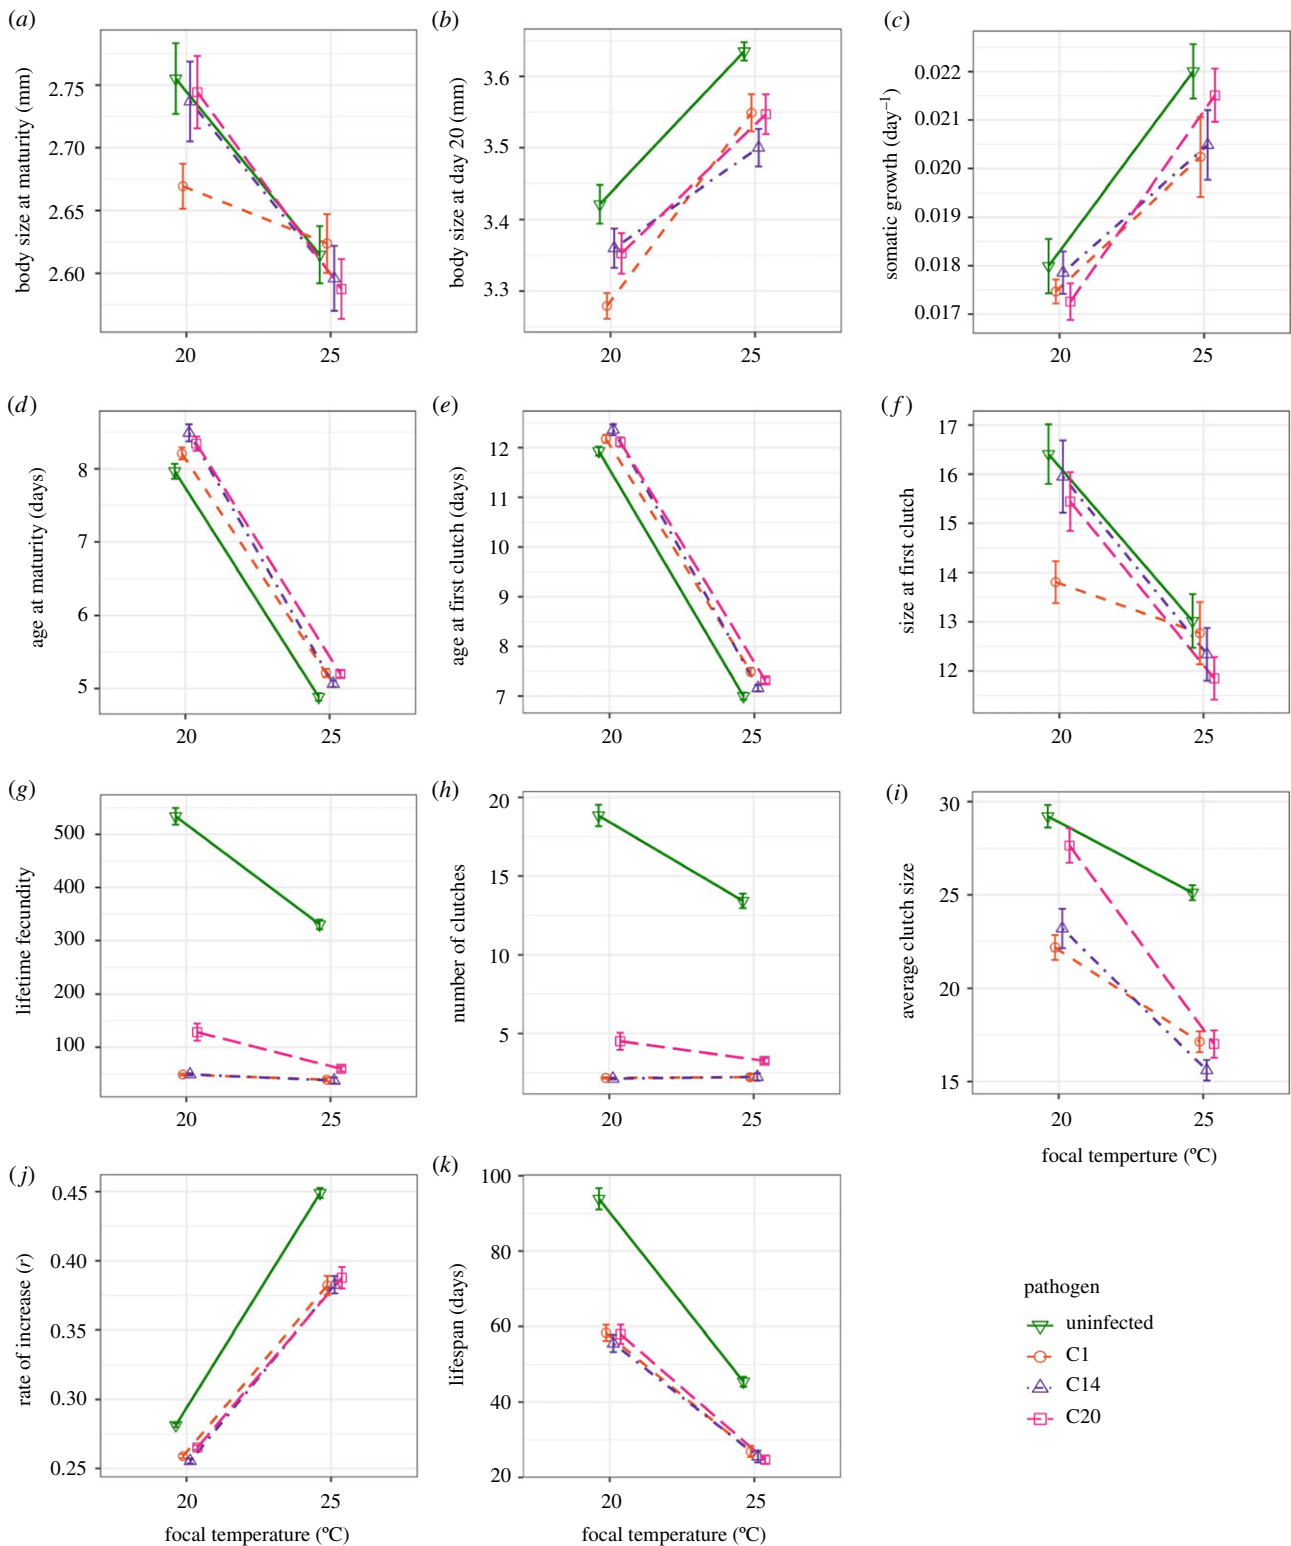 (a)
body size at maturity (mm)
2.75
2.70
2.65
2.60
20 25
(b)
body size at day 20 (mm)
3.6
3.5
3.4
3.3
20 25
(c)
somatic growth (day–1)
0.022
0.021
0.020
0.019
0.018
0.017
20 25
(d)
age at maturity (days)
8
7
6
5
20 25
(e)
age at first clutch (days)
12
11
10
9
8
7
20 25
(f)
size at first clutch
17
16
15
14
13
12
20 25
(g)
lifetime fecundity
500
400
300
200
100
20 25
(h)
number of clutches
20
15
10
5
20 25
(i)
average clutch size
30
25
20
15
20 25
focal temperture (ºC)
(j)
rate of increase (r)
0.45
0.40
0.35
0.30
0.25
20 25
focal temperature (ºC)
(k)
lifespan (days)
100
80
60
40
20
20 25
focal temperature (ºC)
pathogen
uninfected
C1
C14
C20